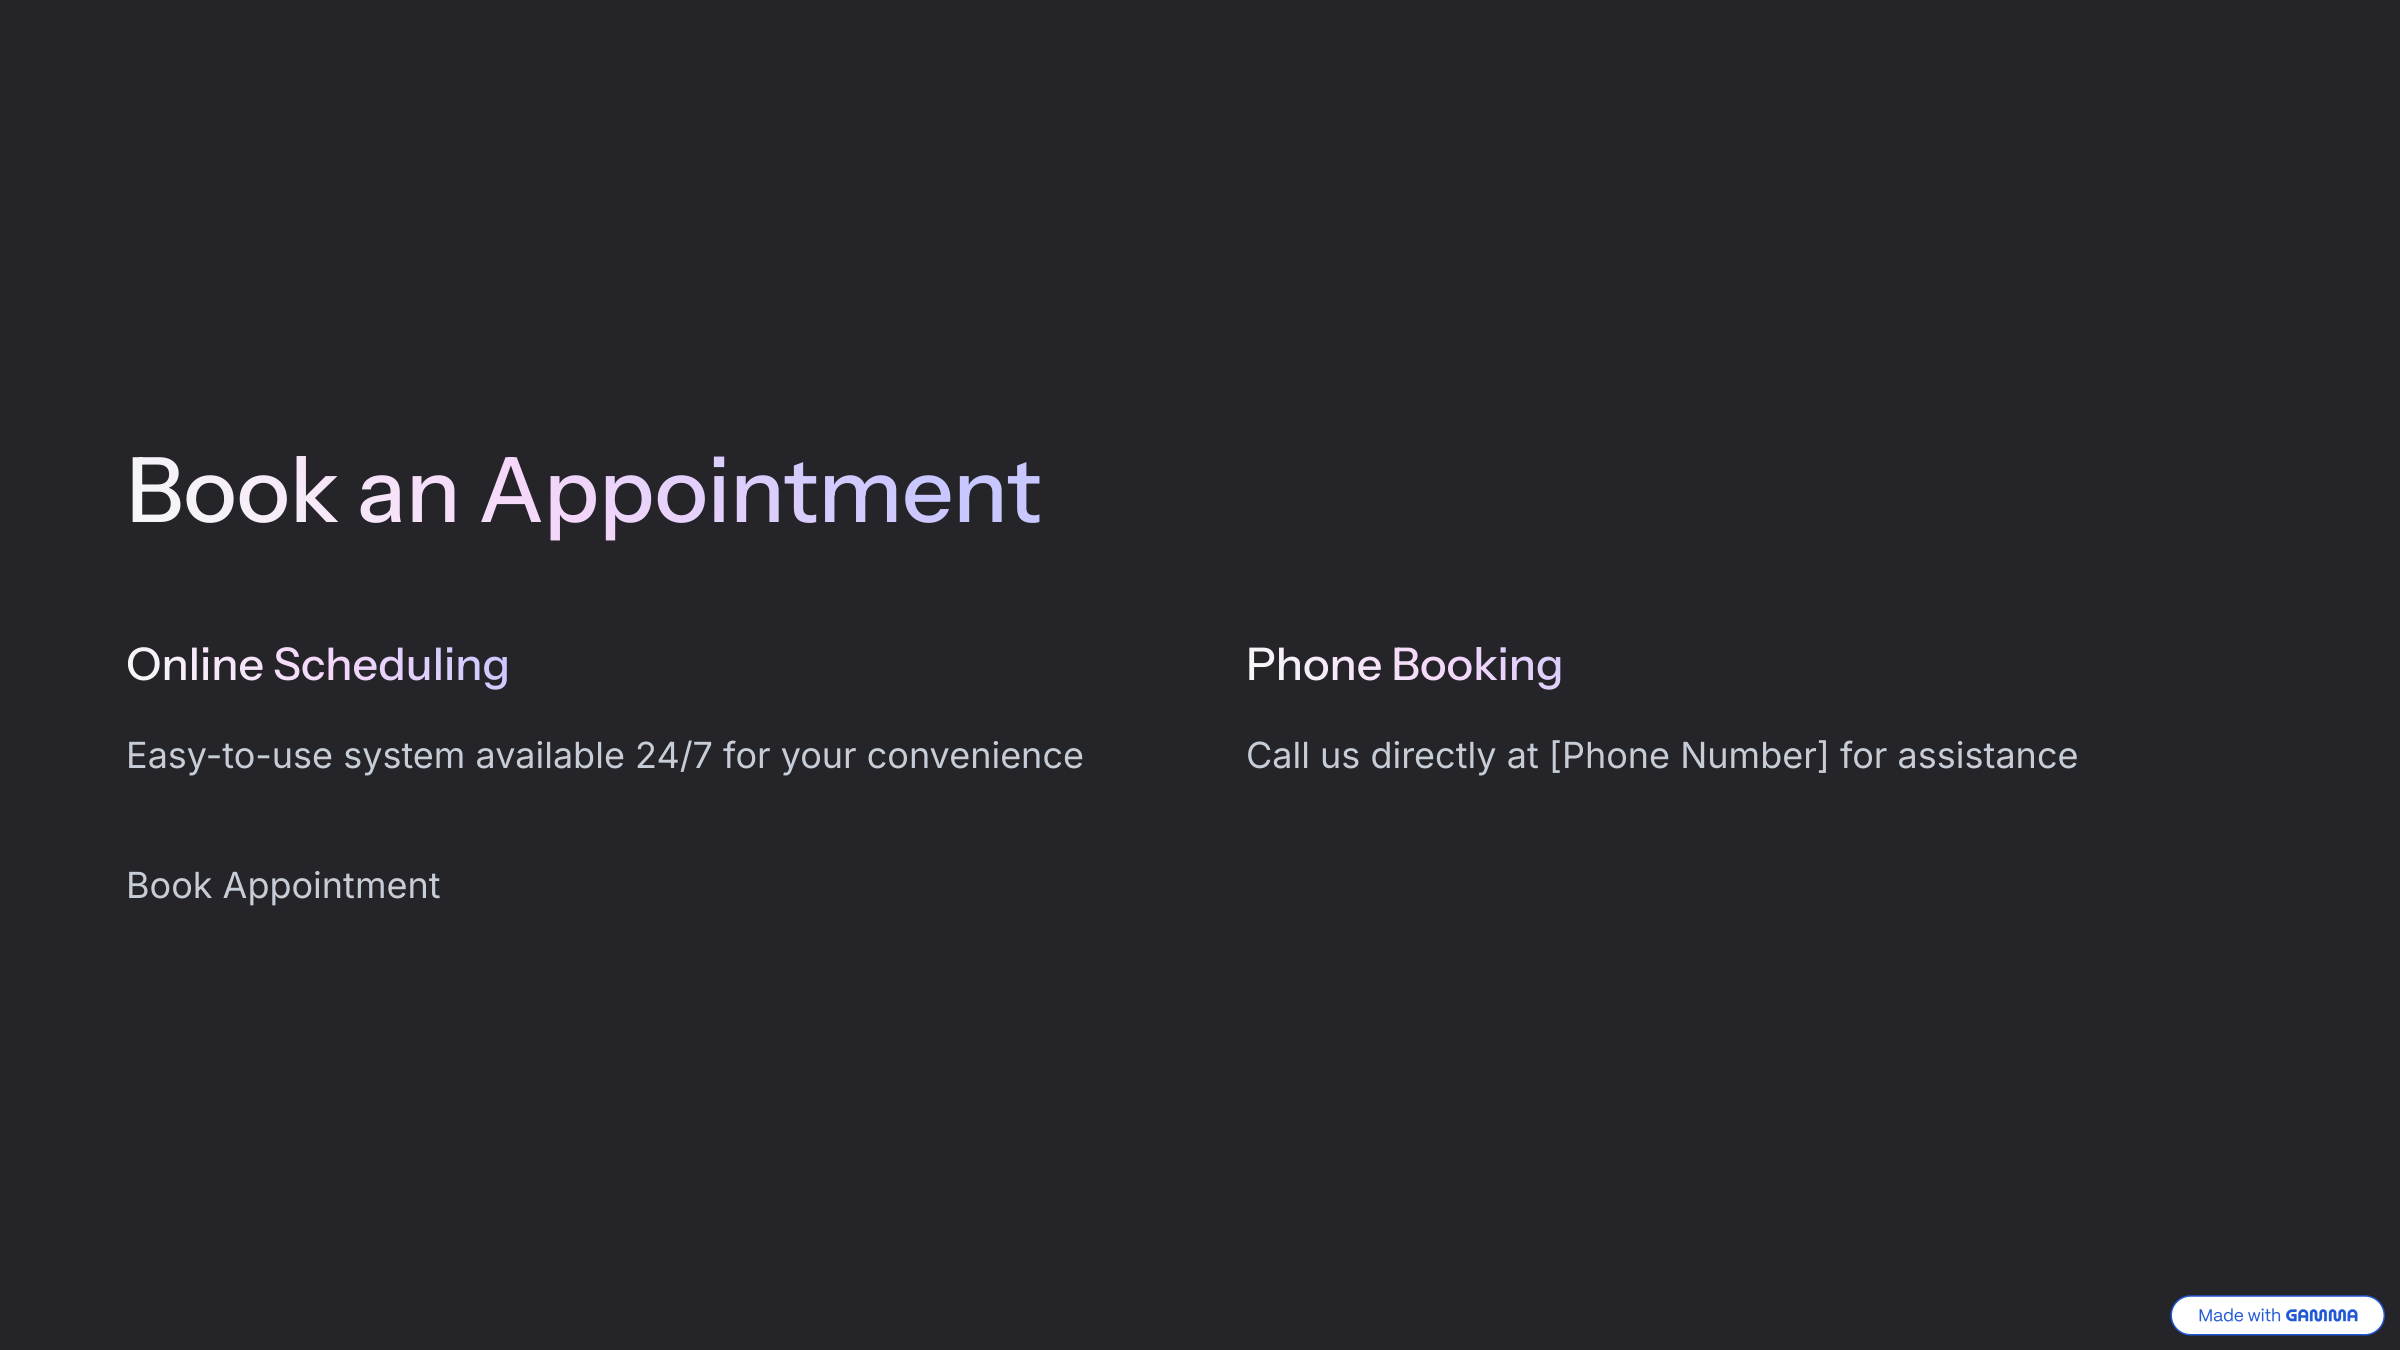 Book an Appointment
Online Scheduling
Easy-to-use system available 24/7 for your convenience
Book Appointment
Phone Booking
Call us directly at [Phone Number] for assistance
Made with GAMMA